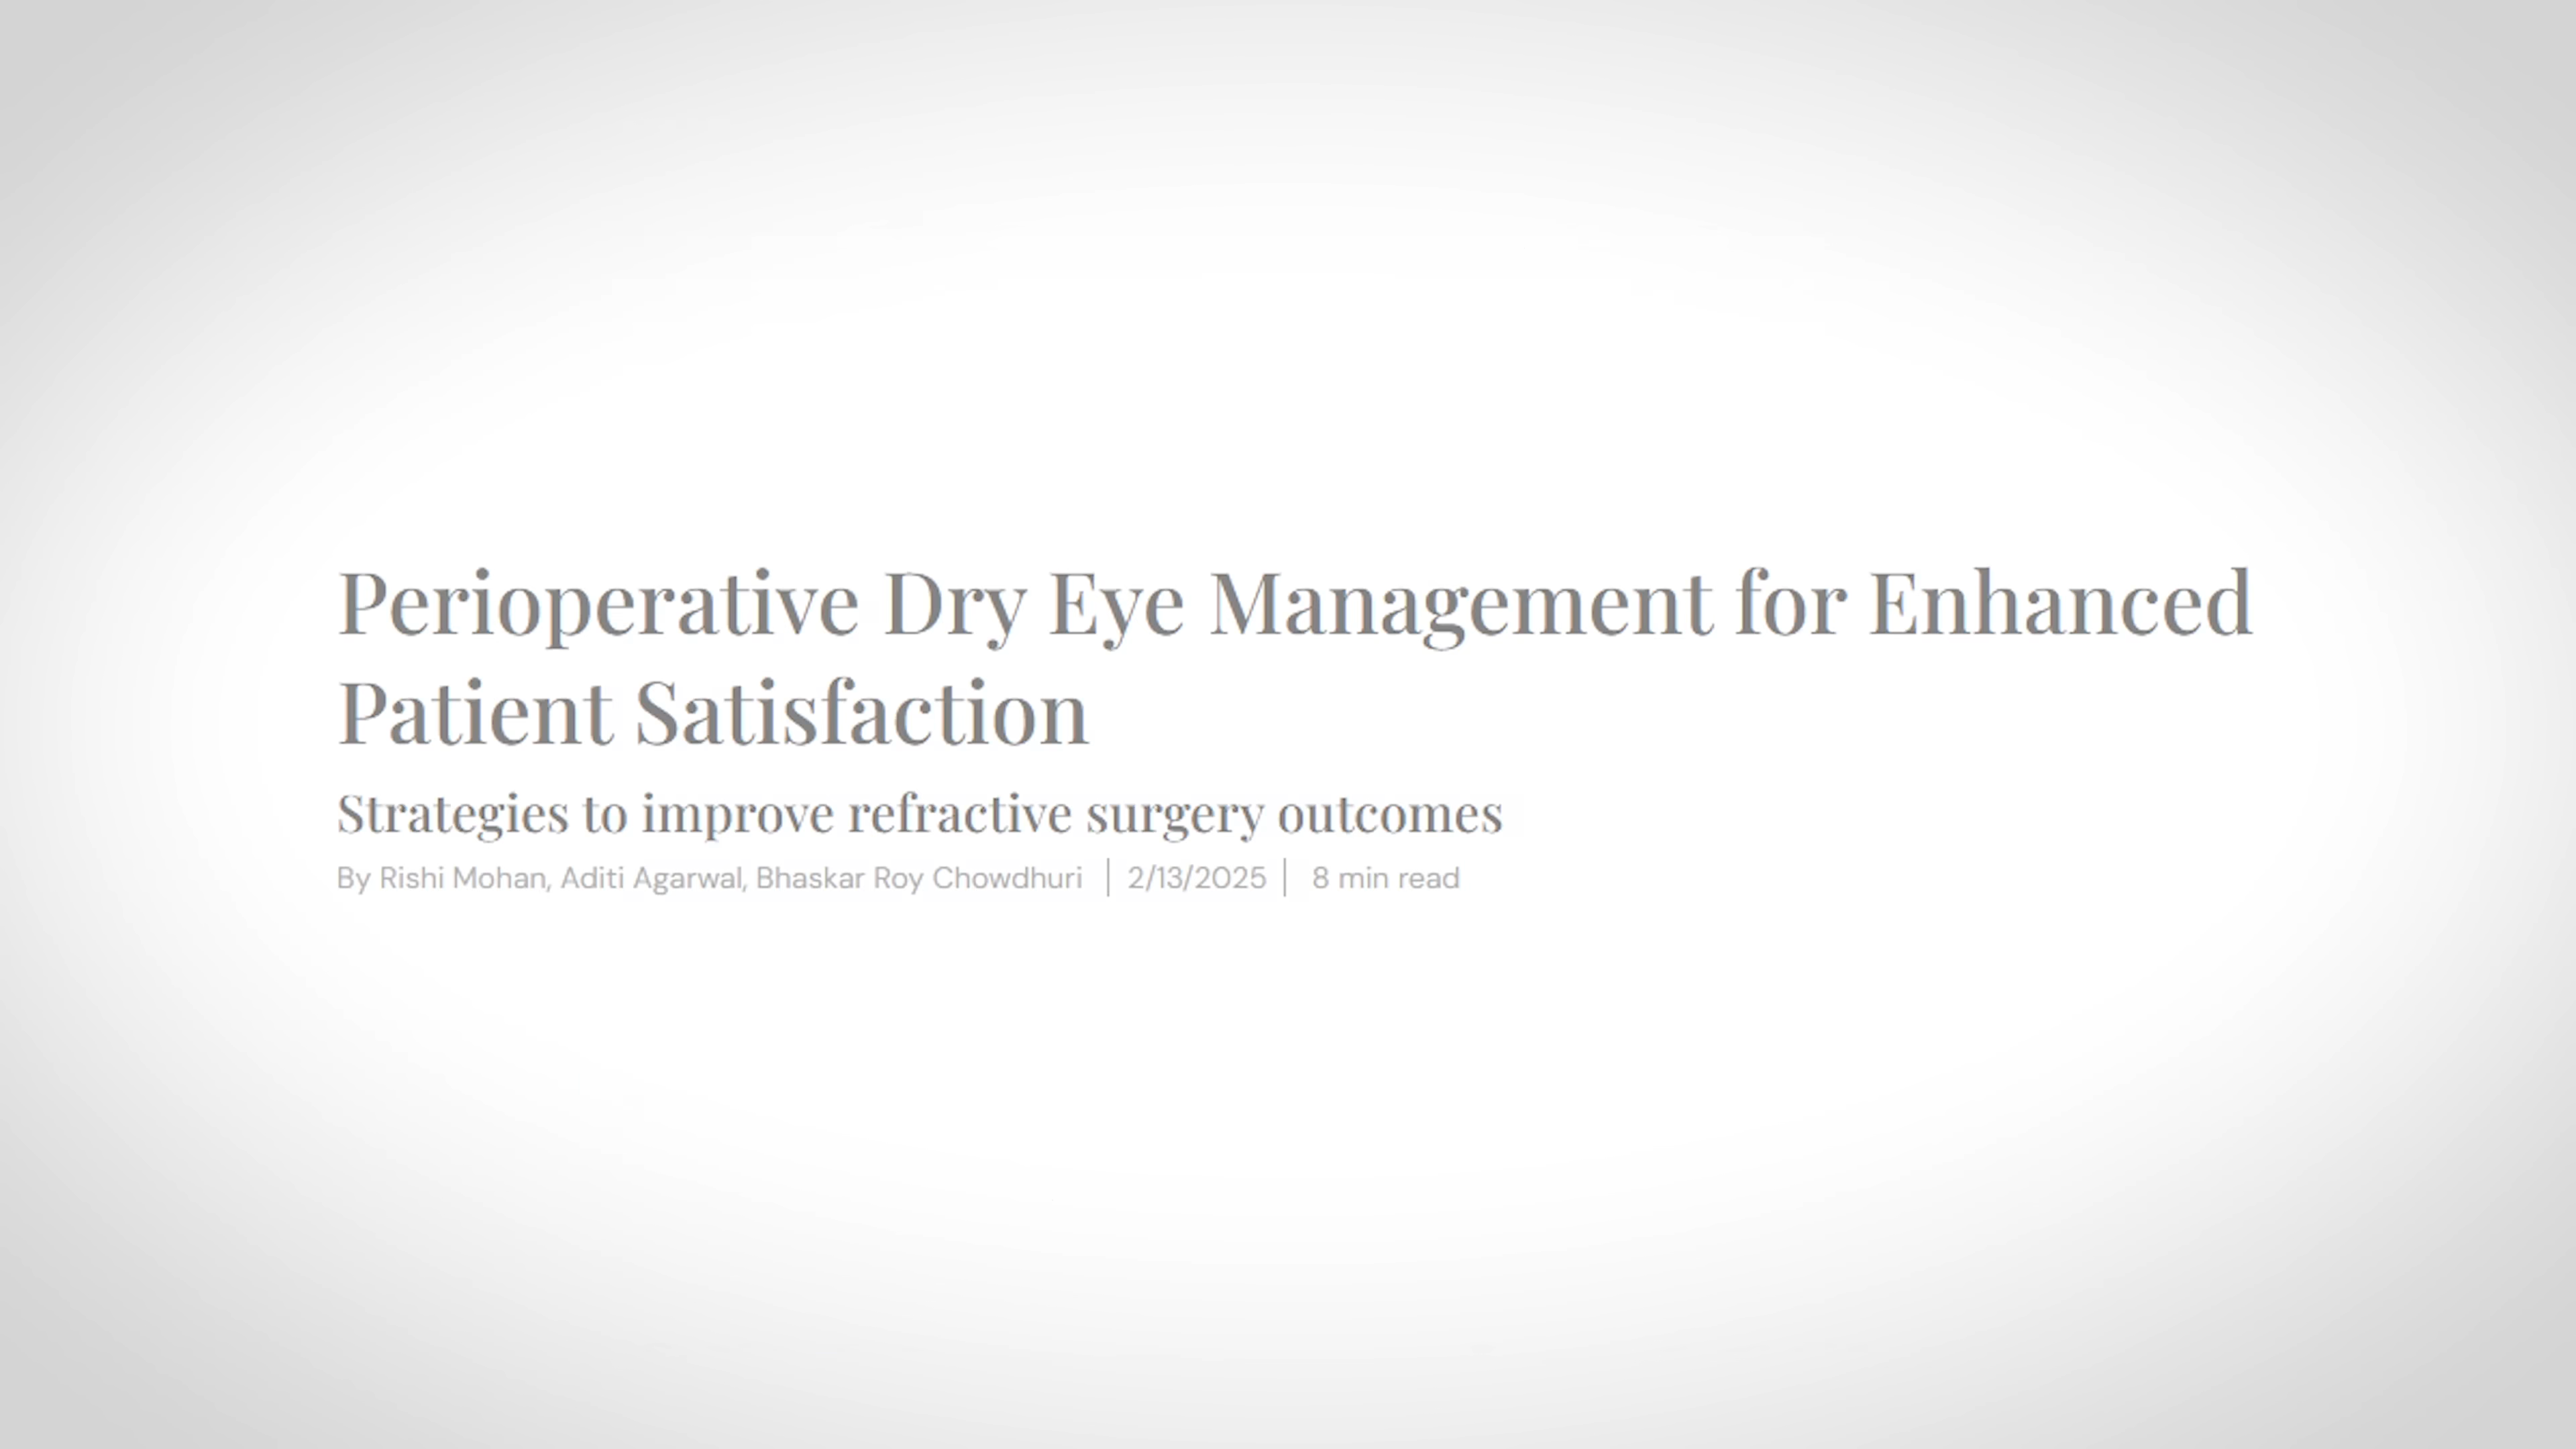 Perioperative Dry Eye Management for Enhanced
Patient Satisfaction
Strategies to improve refractive surgery outcomes
By Rishi Mohan, Aditi Agarwal, Bhaskar Roy Chowdhuri | 2/13/2025 | 8 min read